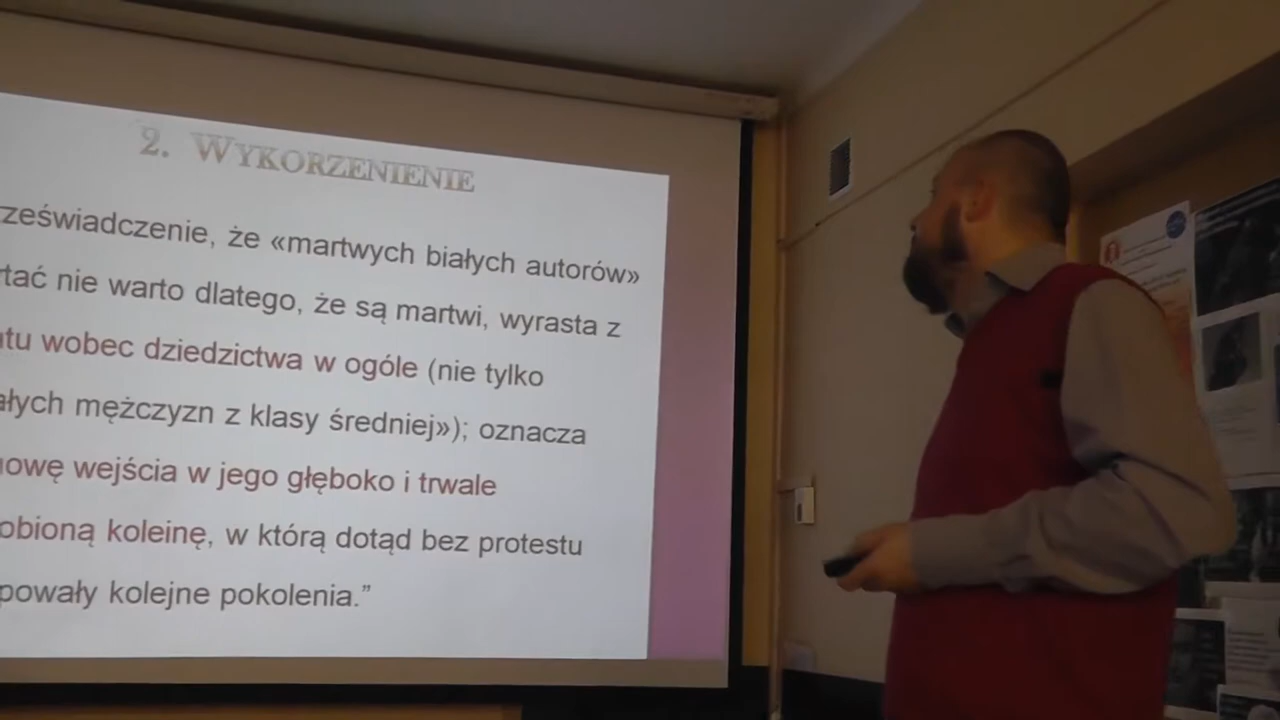 2. WYKORZENIENIE
zeświadczenie, że «martwych białych autorów»
tać nie warto dlatego, że są martwi, wyrasta z
tu wobec dziedzictwa w ogóle (nie tylko
ałych mężczyzn z klasy średniej»); oznacza
owę wejścia w jego głęboko i trwale
obioną koleinę, w którą dotąd bez protestu
powały kolejne pokolenia.”